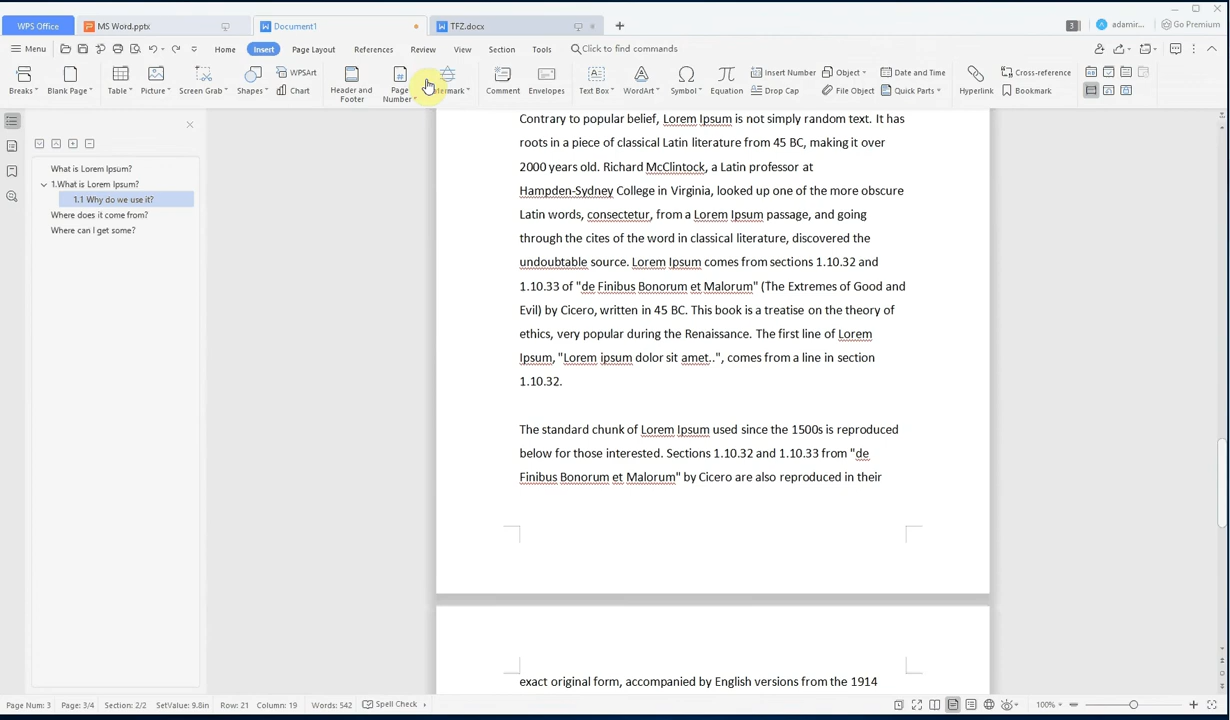 WPS Office
MS Word.pptx
Document1
TFZ.docx
3
adamir...
Go Premium
Menu
Home
Insert
Page Layout
References
Review
View
Section
Tools
Click to find commands
Breaks
Blank Page
Table
Picture
Screen Grab
Shapes
WPSArt
Chart
Header and
Footer
Page
Number
Comment
Envelopes
Text Box
WordArt
Symbol
Equation
Insert Number
Drop Cap
Object
File Object
Date and Time
Quick Parts
Hyperlink
Cross-reference
Bookmark
What is Lorem Ipsum?
1.What is Lorem Ipsum?
1.1 Why do we use it?
Where does it come from?
Where can I get some?
Contrary to popular belief, Lorem Ipsum is not simply random text. It has
roots in a piece of classical Latin literature from 45 BC, making it over
2000 years old. Richard McClintock, a Latin professor at
Hampden-Sydney College in Virginia, looked up one of the more obscure
Latin words, consectetur, from a Lorem Ipsum passage, and going
through the cites of the word in classical literature, discovered the
undoubtable source. Lorem Ipsum comes from sections 1.10.32 and
1.10.33 of "de Finibus Bonorum et Malorum" (The Extremes of Good and
Evil) by Cicero, written in 45 BC. This book is a treatise on the theory of
ethics, very popular during the Renaissance. The first line of Lorem
Ipsum, "Lorem ipsum dolor sit amet..", comes from a line in section
1.10.32.
The standard chunk of Lorem Ipsum used since the 1500s is reproduced
below for those interested. Sections 1.10.32 and 1.10.33 from "de
Finibus Bonorum et Malorum" by Cicero are also reproduced in their
exact original form, accompanied by English versions from the 1914
Page Num: 3 Page: 3/4 Section: 2/2 SetValue: 9.8in Row: 21 Column: 19 Words: 542 Spell Check 100%